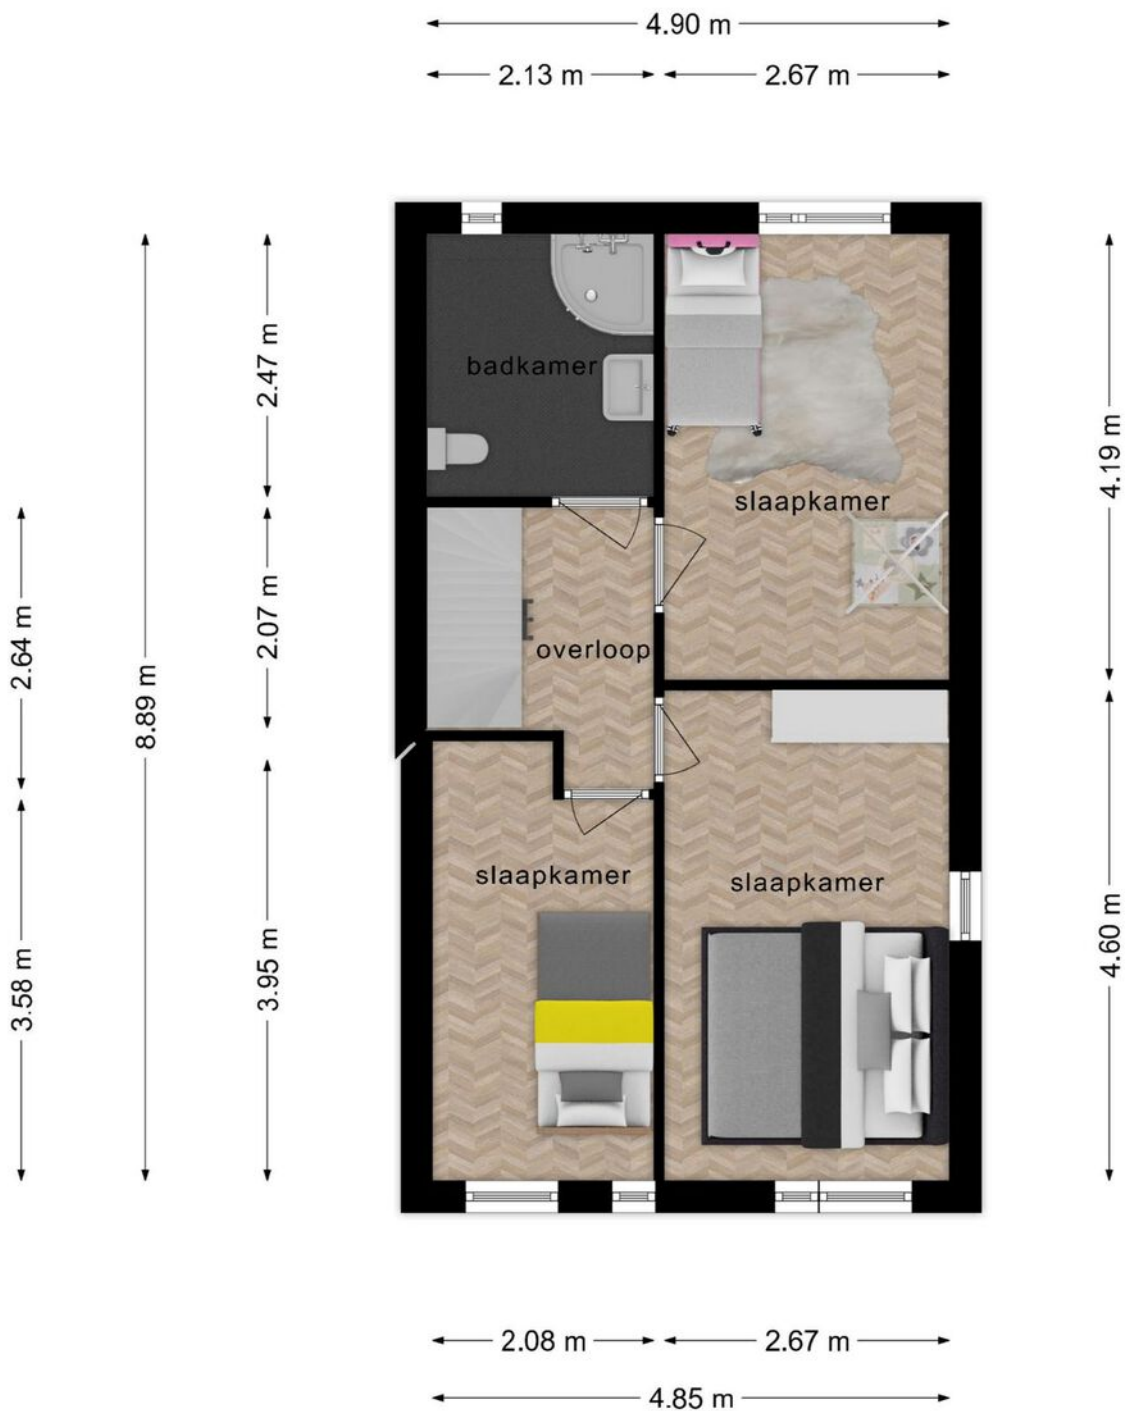 4.90 m
2.13 m
2.67 m
2.47 m
badkamer
4.19 m
slaapkamer
2.07 m
2.64 m
overloop
8.89 m
slaapkamer
slaapkamer
4.60 m
3.95 m
3.58 m
2.08 m
2.67 m
4.85 m